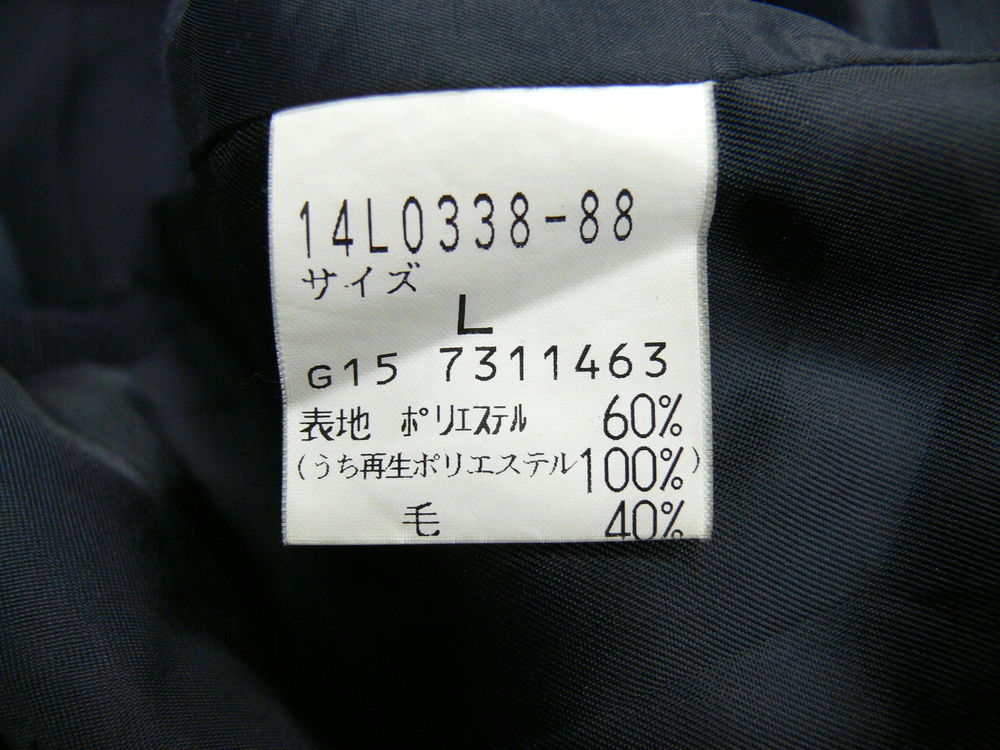 14L0338-88
サイズ
L
G15 7311463
表地 ポリエステル 60%
(うち再生ポリエステル100%)
毛 40%